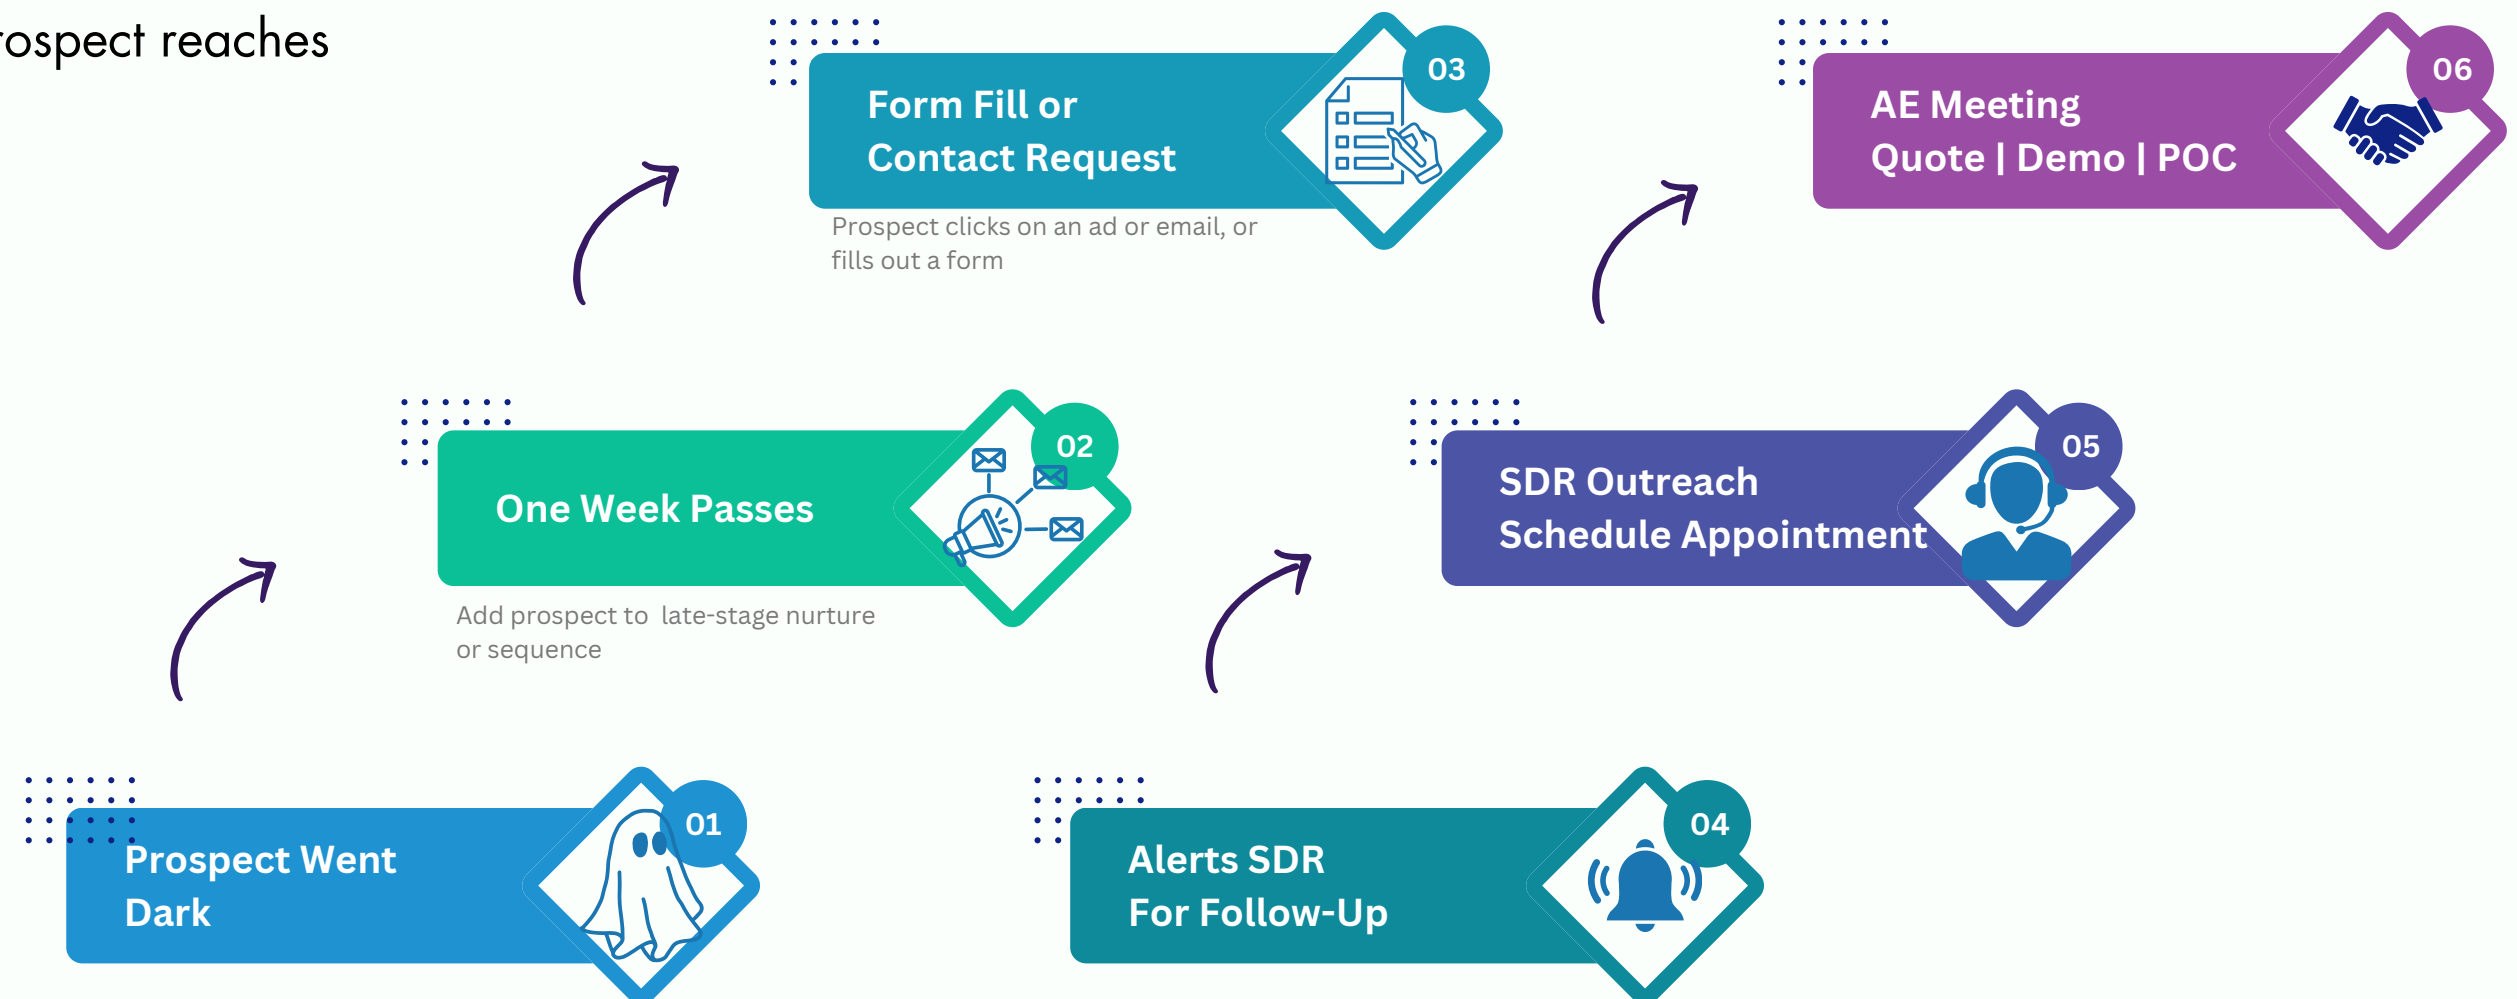 reaches
01
Prospect Went
Dark
02
One Week Passes
Add prospect to late-stage nurture
or sequence
03
Form Fill or
Contact Request
Prospect clicks on an ad or email, or
fills out a form
04
Alerts SDR
For Follow-Up
05
SDR Outreach
Schedule Appointment
06
AE Meeting
Quote | Demo | POC